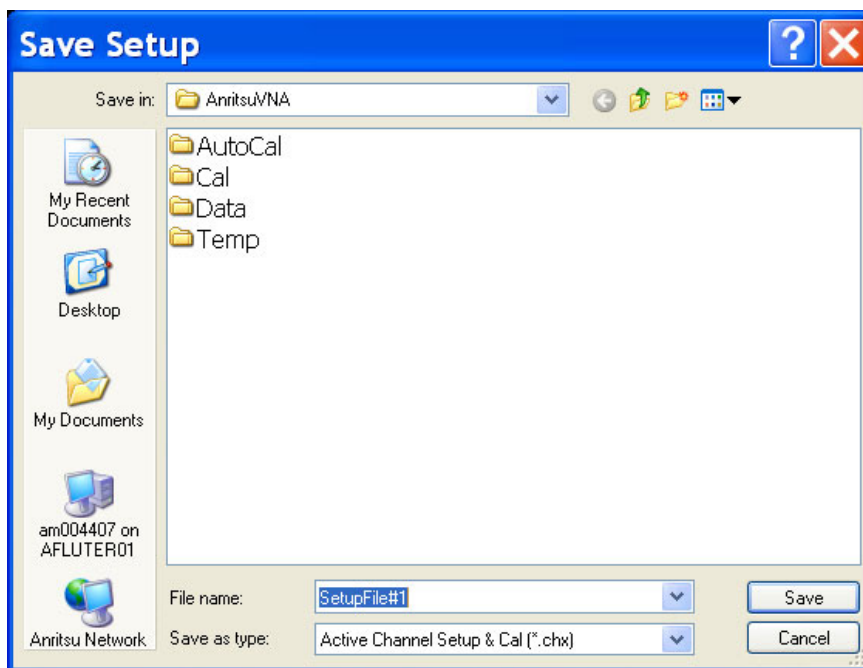 Save Setup
Save in: AnritsuVNA
AutoCal
Cal
Data
Temp
My Recent
Documents
Desktop
My Documents
am004407 on
AFLUTER01
Anritsu Network
File name: SetupFile#1 Save
Save as type: Active Channel Setup & Cal (*.chx) Cancel